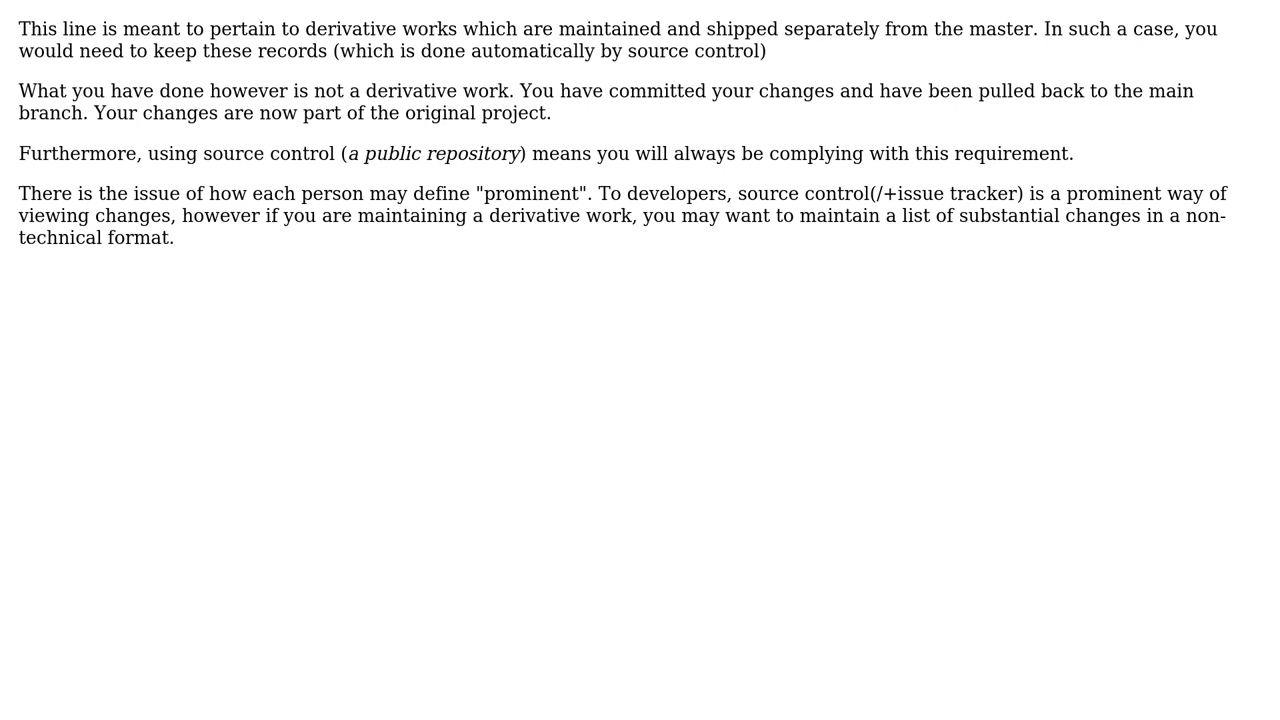 This line is meant to pertain to derivative works which are maintained and shipped separately from the master. In such a case, you
would need to keep these records (which is done automatically by source control)
What you have done however is not a derivative work. You have committed your changes and have been pulled back to the main
branch. Your changes are now part of the original project.
Furthermore, using source control (a public repository) means you will always be complying with this requirement.
There is the issue of how each person may define "prominent". To developers, source control(/+issue tracker) is a prominent way of
viewing changes, however if you are maintaining a derivative work, you may want to maintain a list of substantial changes in a non-
technical format.